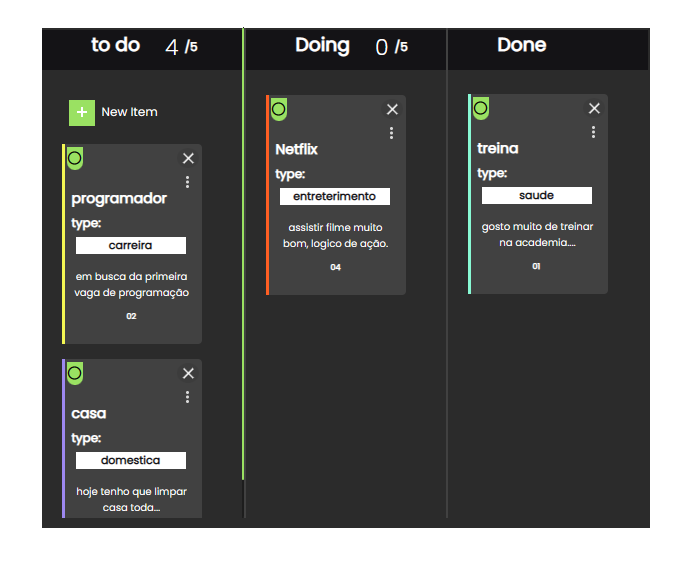 to do 4 /5
New Item
programador
type:
carreira
em busca da primeira
vaga de programação
02
casa
type:
domestica
hoje tenho que limpar
casa toda...
Doing 0 /5
Netflix
type:
entreterimento
assistir filme muito
bom, logico de ação.
04
Done
treina
type:
saude
gosto muito de treinar
na academia....
01